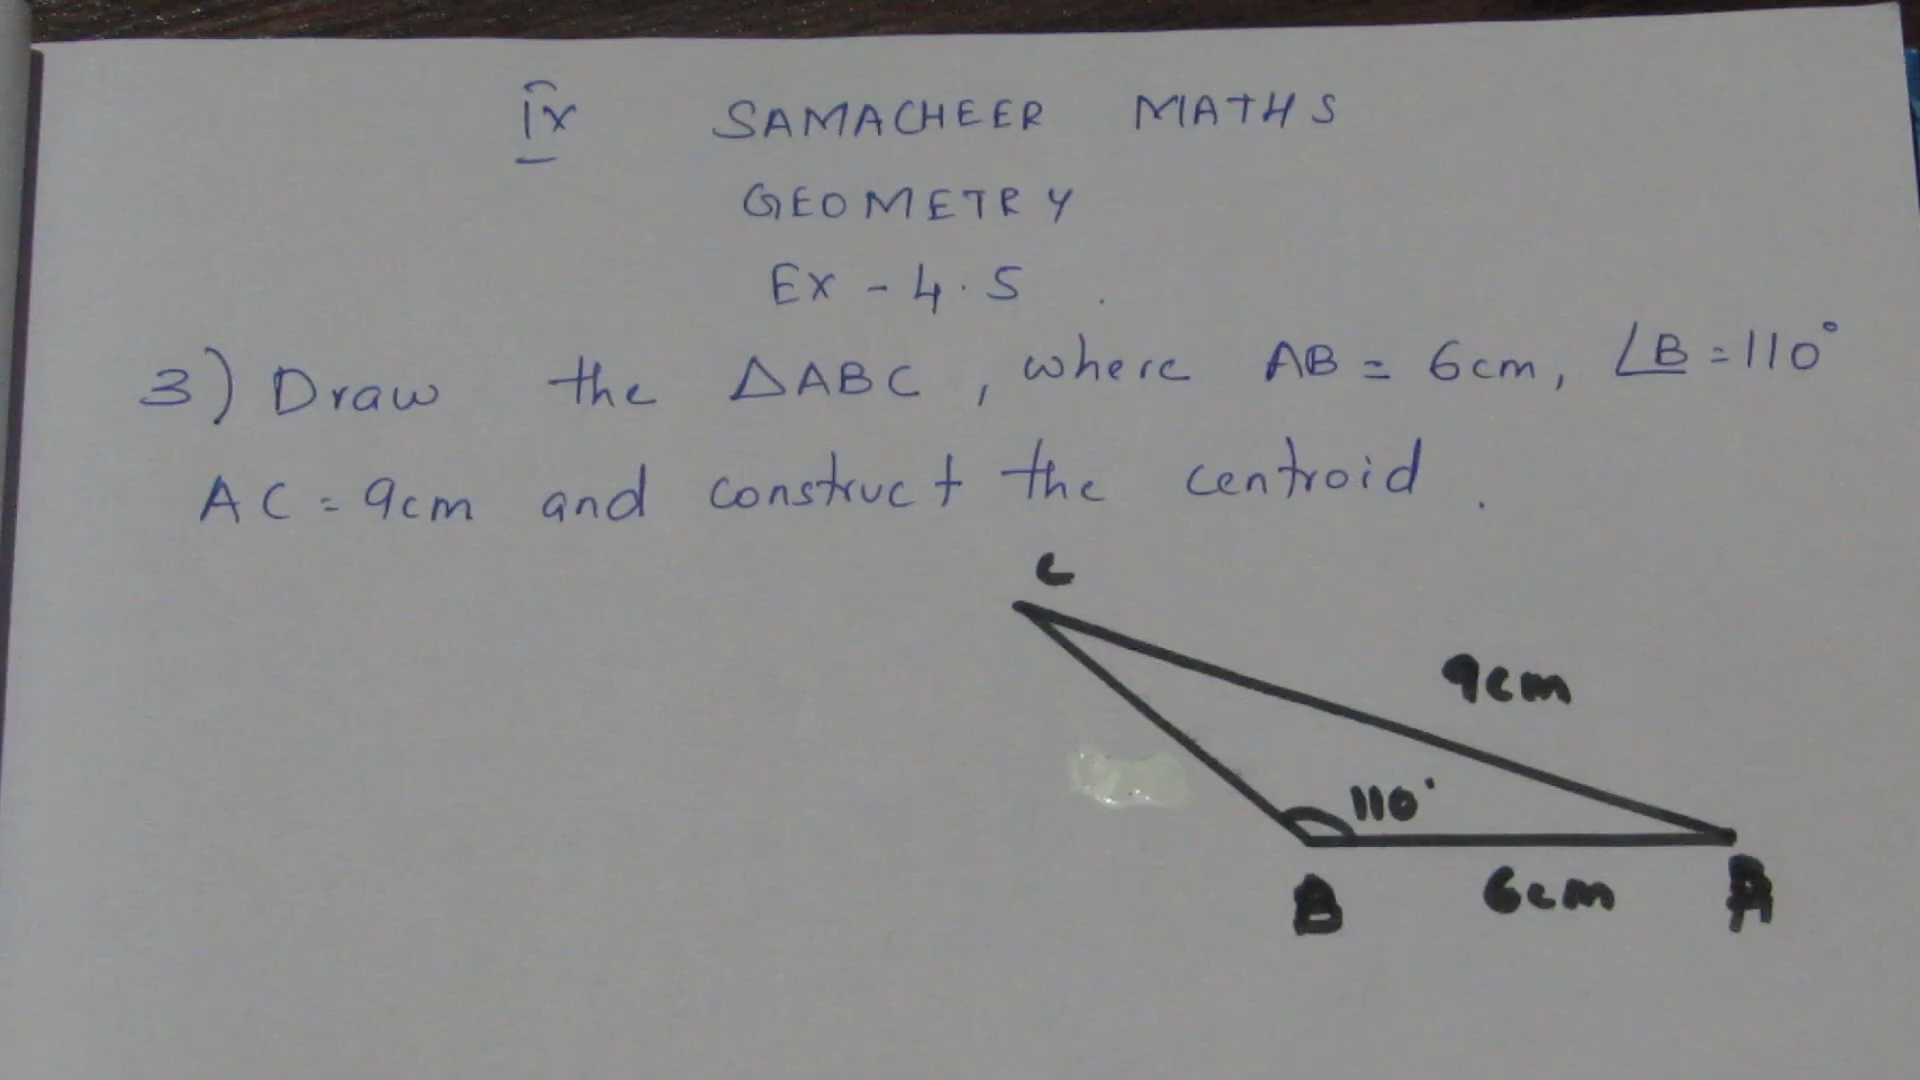 IX SAMACHEER MATHS
GEOMETRY
EX - 4.5.
3) Draw the △ABC, where AB = 6cm, ∠B = 110°
AC = 9cm and construct the centroid.
C
9cm
110°
B 6cm A